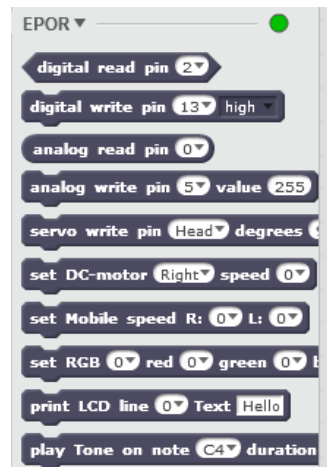 EPOR
digital read pin 2
digital write pin 13 high
analog read pin 0
analog write pin 5 value 255
servo write pin Head degrees
set DC-motor Right speed 0
set Mobile speed R: 0 L: 0
set RGB 0 red 0 green 0
print LCD line 0 Text Hello
play Tone on note C4 duration